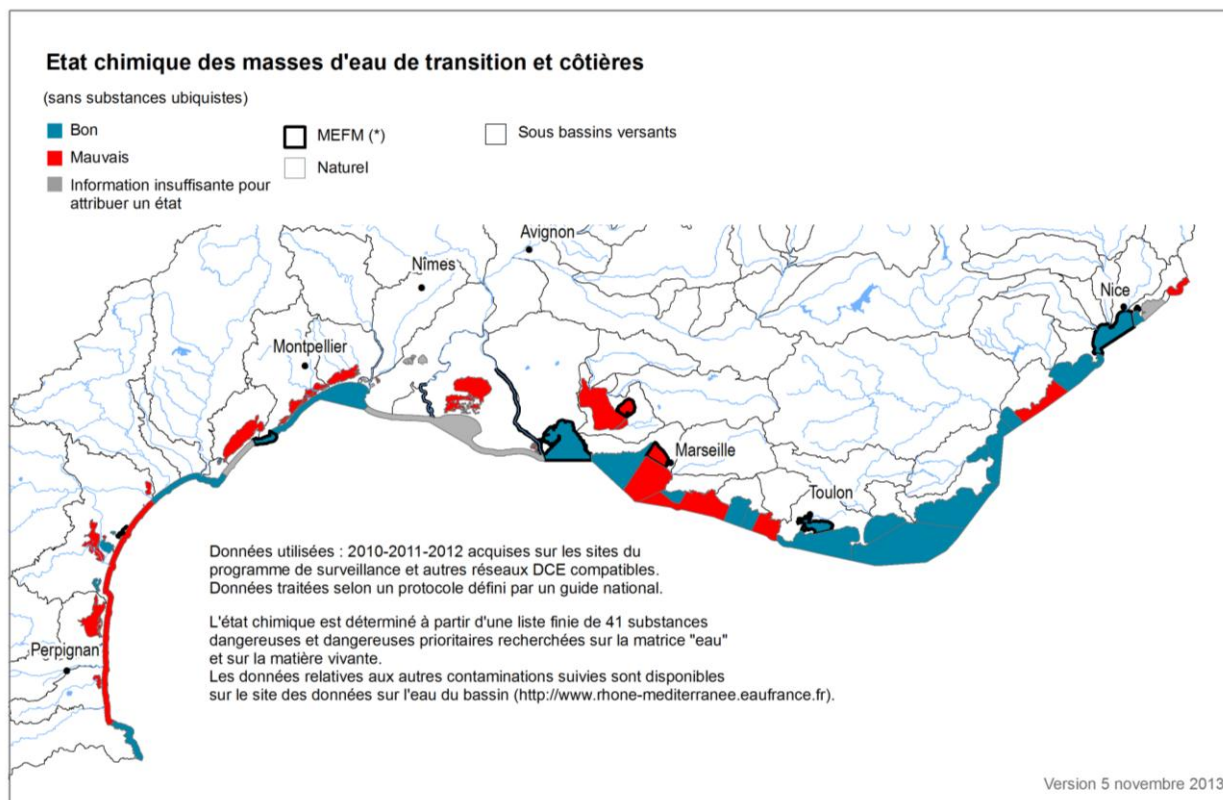 Etat chimique des masses d'eau de transition et côtières
(sans substances ubiquistes)
Bon
MEFM (*)
Sous bassins versants
Mauvais
Naturel
Information insuffisante pour
attribuer un état
Avignon
Nîmes
Nice
Montpellier
Marseille
Toulon
Données utilisées : 2010-2011-2012 acquises sur les sites du
programme de surveillance et autres réseaux DCE compatibles.
Données traitées selon un protocole défini par un guide national.
L'état chimique est déterminé à partir d'une liste finie de 41 substances
dangereuses et dangereuses prioritaires recherchées sur la matrice "eau"
et sur la matière vivante.
Les données relatives aux autres contaminations suivies sont disponibles
sur le site des données sur l'eau du bassin (http://www.rhone-mediterranee.eaufrance.fr).
Perpignan
Version 5 novembre 2013